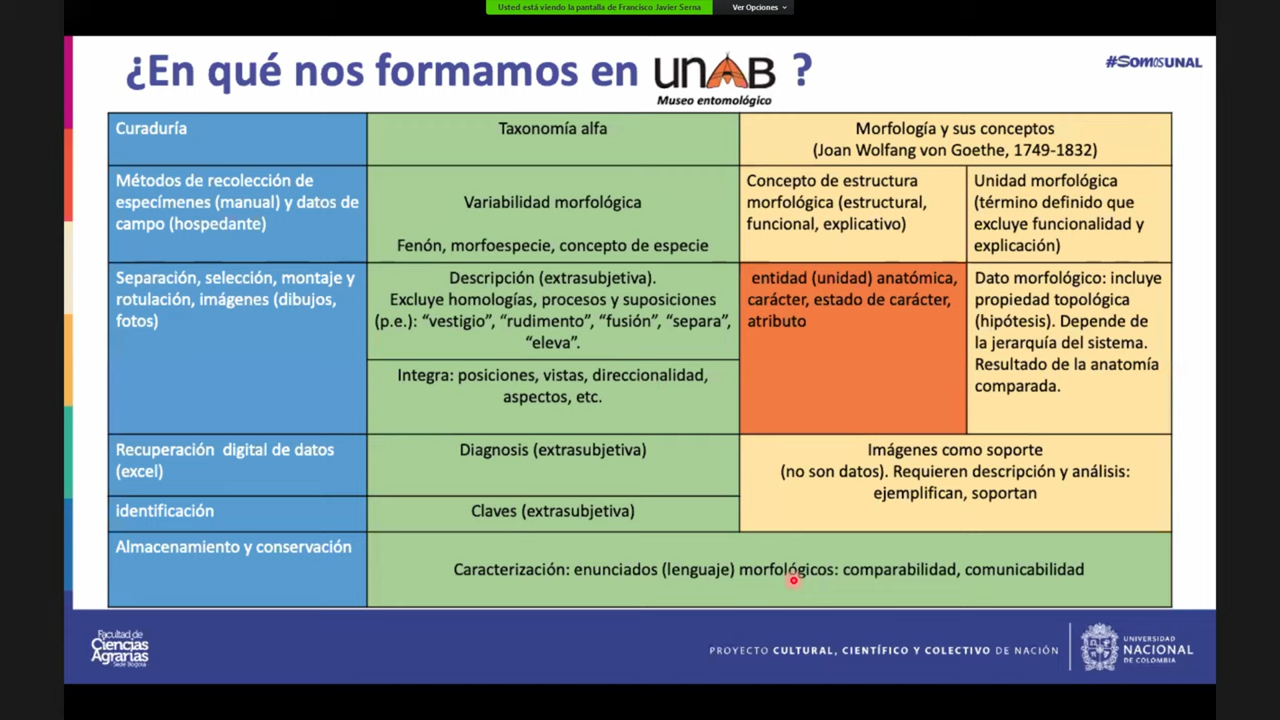 Usted está viendo la pantalla de Francisco Javier Serna
Ver Opciones
¿En qué nos formamos en UNAB ?
Museo entomológico
#SOMOSUNAL
Curaduría
Taxonomía alfa
Morfología y sus conceptos
(Joan Wolfang von Goethe, 1749-1832)
Métodos de recolección de
especímenes (manual) y datos de
campo (hospedante)
Variabilidad morfológica
Fenón, morfoespecie, concepto de especie
Concepto de estructura
morfológica (estructural,
funcional, explicativo)
Unidad morfológica
(término definido que
excluye funcionalidad y
explicación)
Separación, selección, montaje y
rotulación, imágenes (dibujos,
fotos)
Descripción (extrasubjetiva).
Excluye homologías, procesos y suposiciones
(p.e.): “vestigio”, “rudimento”, “fusión”, “separa”,
“eleva”.
Integra: posiciones, vistas, direccionalidad,
aspectos, etc.
entidad (unidad) anatómica,
carácter, estado de carácter,
atributo
Dato morfológico: incluye
propiedad topológica
(hipótesis). Depende de
la jerarquía del sistema.
Resultado de la anatomía
comparada.
Recuperación digital de datos
(excel)
Diagnosis (extrasubjetiva)
Imágenes como soporte
(no son datos). Requieren descripción y análisis:
ejemplifican, soportan
identificación
Claves (extrasubjetiva)
Almacenamiento y conservación
Caracterización: enunciados (lenguaje) morfológicos: comparabilidad, comunicabilidad
Facultad de
Ciencias
Agrarias
Sede Bogotá
PROYECTO CULTURAL, CIENTÍFICO Y COLECTIVO DE NACIÓN
UNIVERSIDAD
NACIONAL
DE COLOMBIA